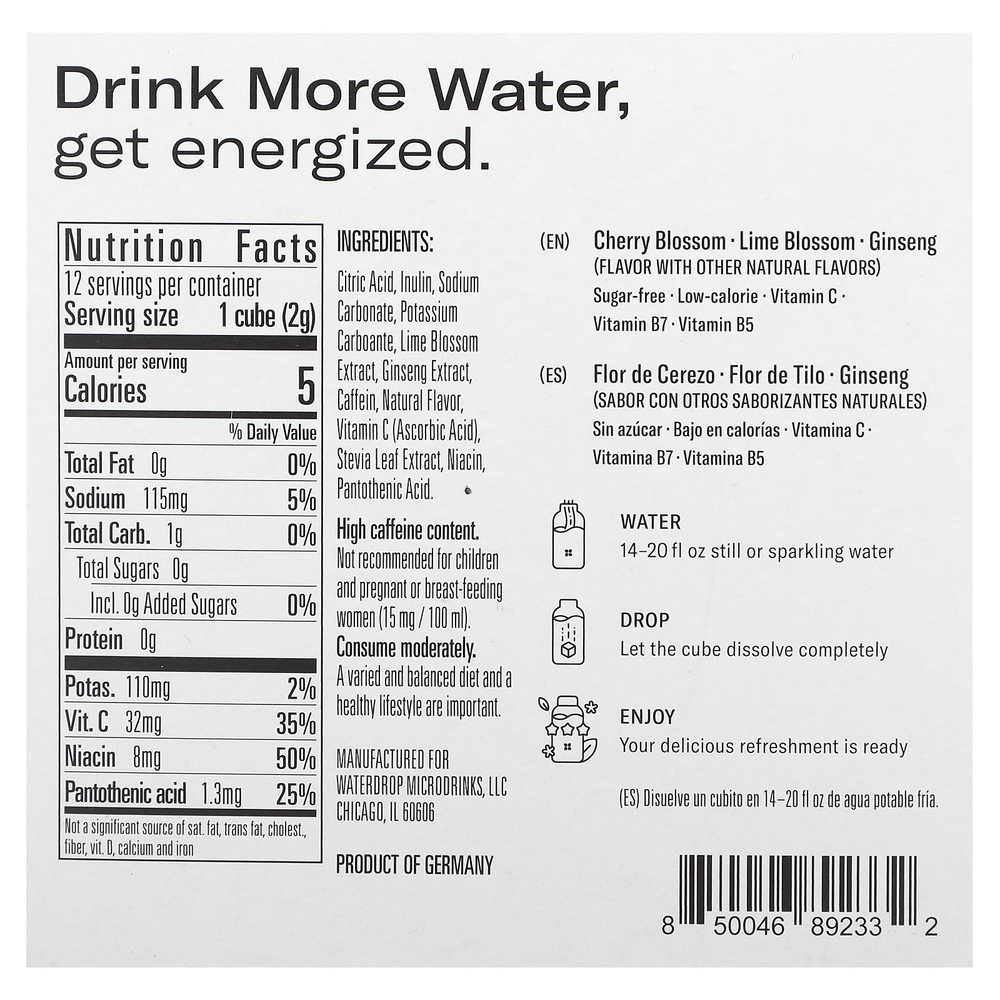 Drink More Water,
get energized.
Nutrition Facts
12 servings per container
Serving size 1 cube (2g)
Amount per serving
Calories 5
% Daily Value
Total Fat 0g 0%
Sodium 115mg 5%
Total Carb. 1g 0%
Total Sugars 0g
Incl. 0g Added Sugars 0%
Protein 0g
Potas. 110mg 2%
Vit. C 32mg 35%
Niacin 8mg 50%
Pantothenic acid 1.3mg 25%
Not a significant source of sat. fat, trans fat, cholest.,
fiber, vit. D, calcium and iron
INGREDIENTS:
Citric Acid, Inulin, Sodium
Carbonate, Potassium
Carboante, Lime Blossom
Extract, Ginseng Extract,
Caffein, Natural Flavor,
Vitamin C (Ascorbic Acid),
Stevia Leaf Extract, Niacin,
Pantothenic Acid.
High caffeine content.
Not recommended for children
and pregnant or breast-feeding
women (15 mg / 100 ml).
Consume moderately.
A varied and balanced diet and a
healthy lifestyle are important.
MANUFACTURED FOR
WATERDROP MICRODRINKS, LLC
CHICAGO, IL 60606
PRODUCT OF GERMANY
(EN) Cherry Blossom · Lime Blossom · Ginseng
(FLAVOR WITH OTHER NATURAL FLAVORS)
Sugar-free · Low-calorie · Vitamin C ·
Vitamin B7 · Vitamin B5
(ES) Flor de Cerezo · Flor de Tilo · Ginseng
(SABOR CON OTROS SABORIZANTES NATURALES)
Sin azúcar · Bajo en calorías · Vitamina C ·
Vitamina B7 · Vitamina B5
WATER
14–20 fl oz still or sparkling water
DROP
Let the cube dissolve completely
ENJOY
Your delicious refreshment is ready
(ES) Disuelve un cubito en 14–20 fl oz de agua potable fría.
8 50046 89233 2